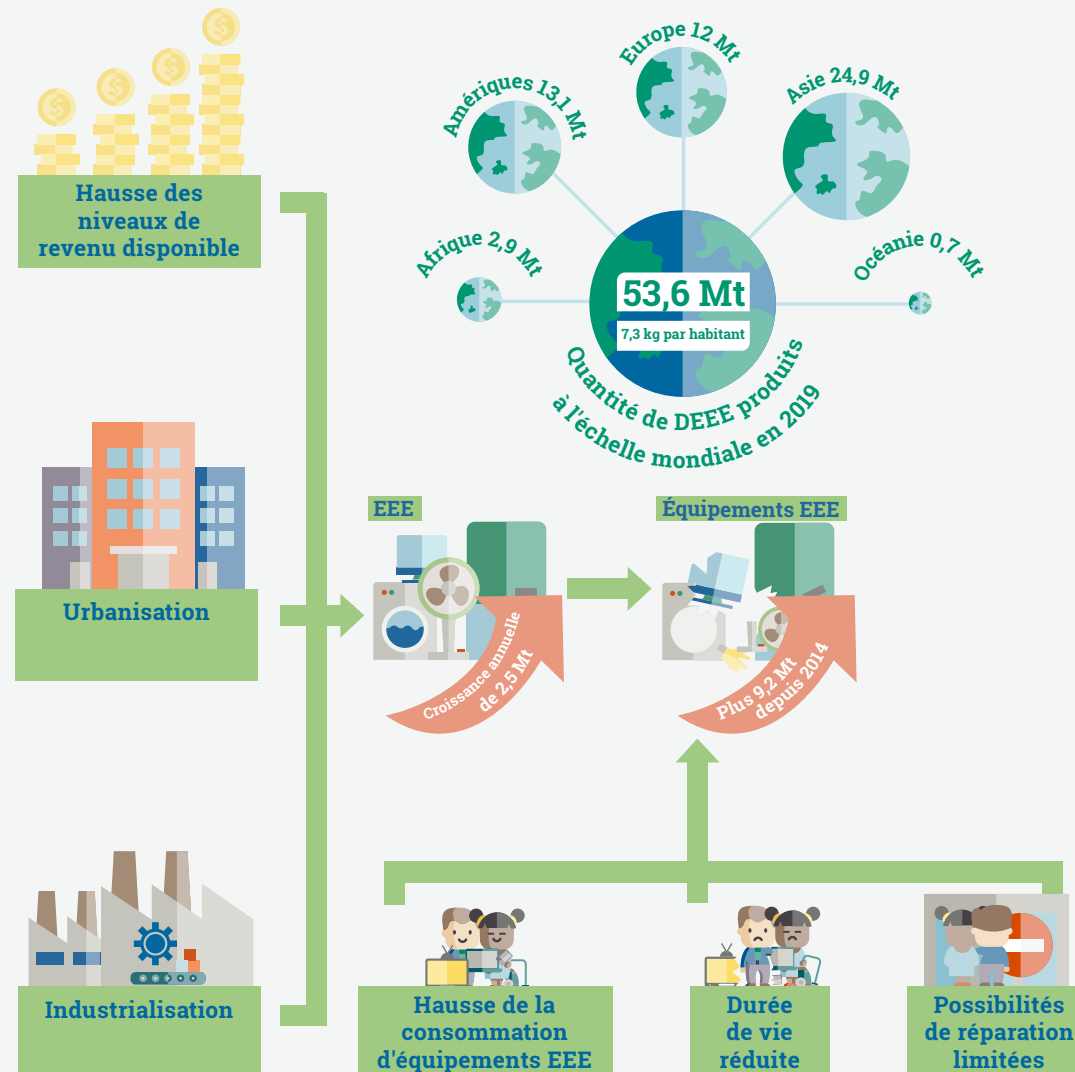 Hausse des
niveaux de
revenu disponible
Amériques 13,1 Mt
Europe 12 Mt
Asie 24,9 Mt
Afrique 2,9 Mt
Océanie 0,7 Mt
53,6 Mt
7,3 kg par habitant
Quantité de DEEE produits
à l'échelle mondiale en 2019
Urbanisation
EEE
Croissance annuelle
de 2,5 Mt
Équipements EEE
Plus 9,2 Mt
depuis 2014
Industrialisation
Hausse de la
consommation
d'équipements EEE
Durée
de vie
réduite
Possibilités
de réparation
limitées